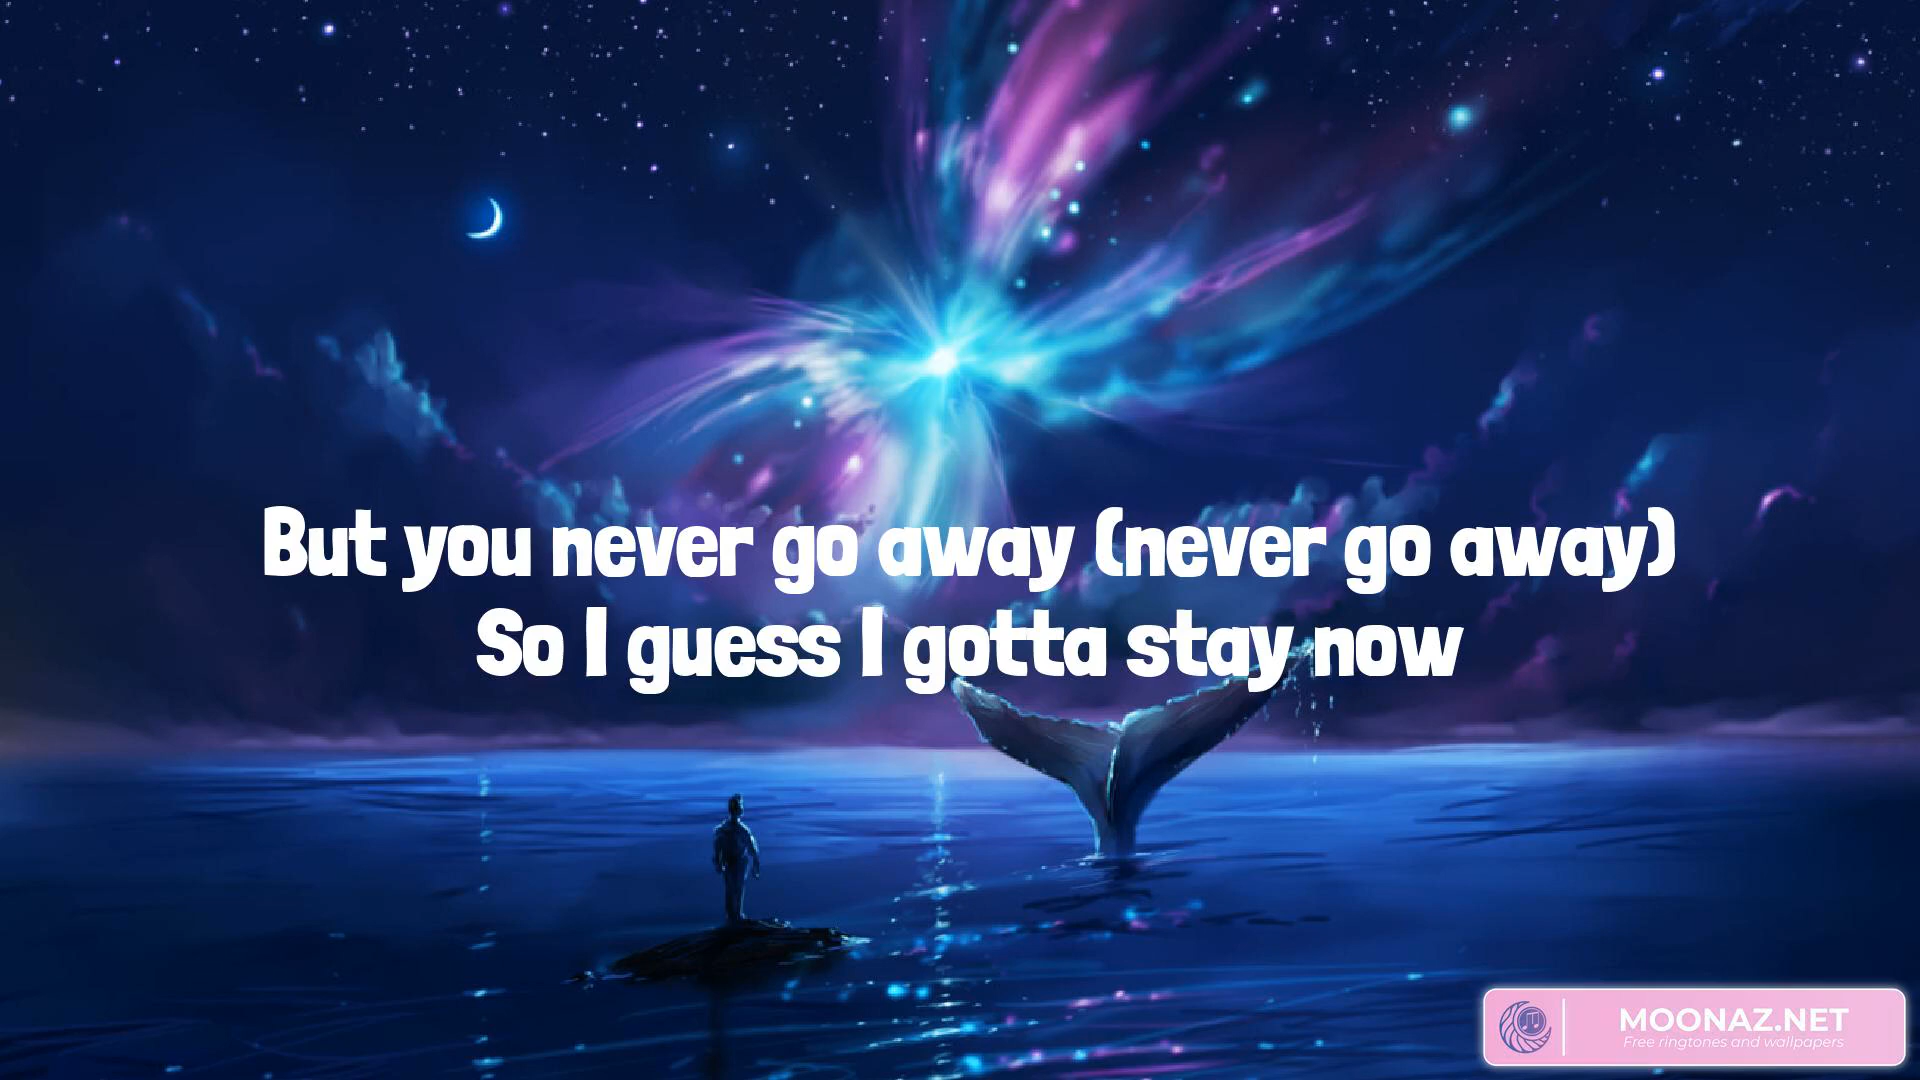 But you never go away (never go away)
So I guess I gotta stay now
MOONAZ.NET
Free ringtones and wallpapers